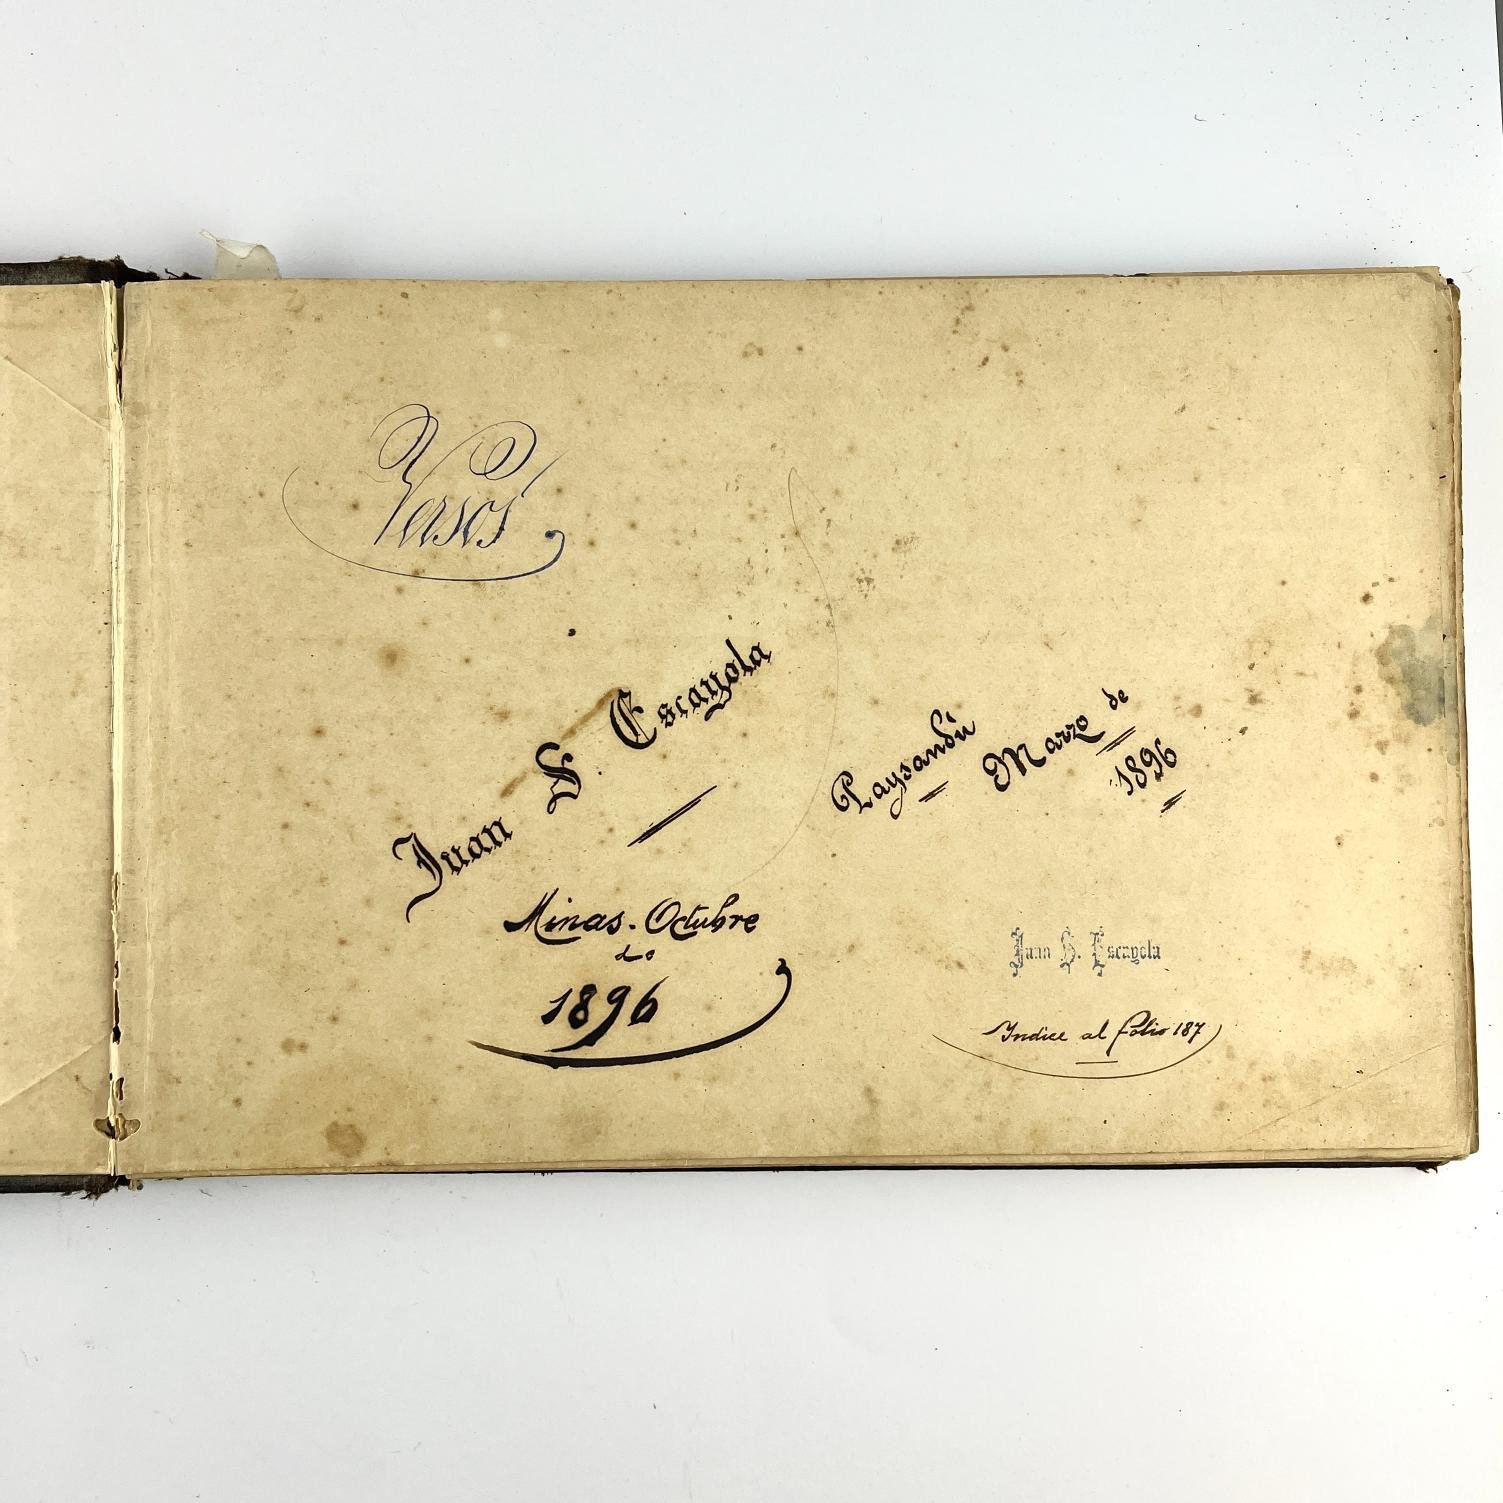 Versos
Juan S. Escayola
Minas. Octubre
de
1896
Paysandú
Marzo de
1896
Juan S. Escayola
Indice al folio 187